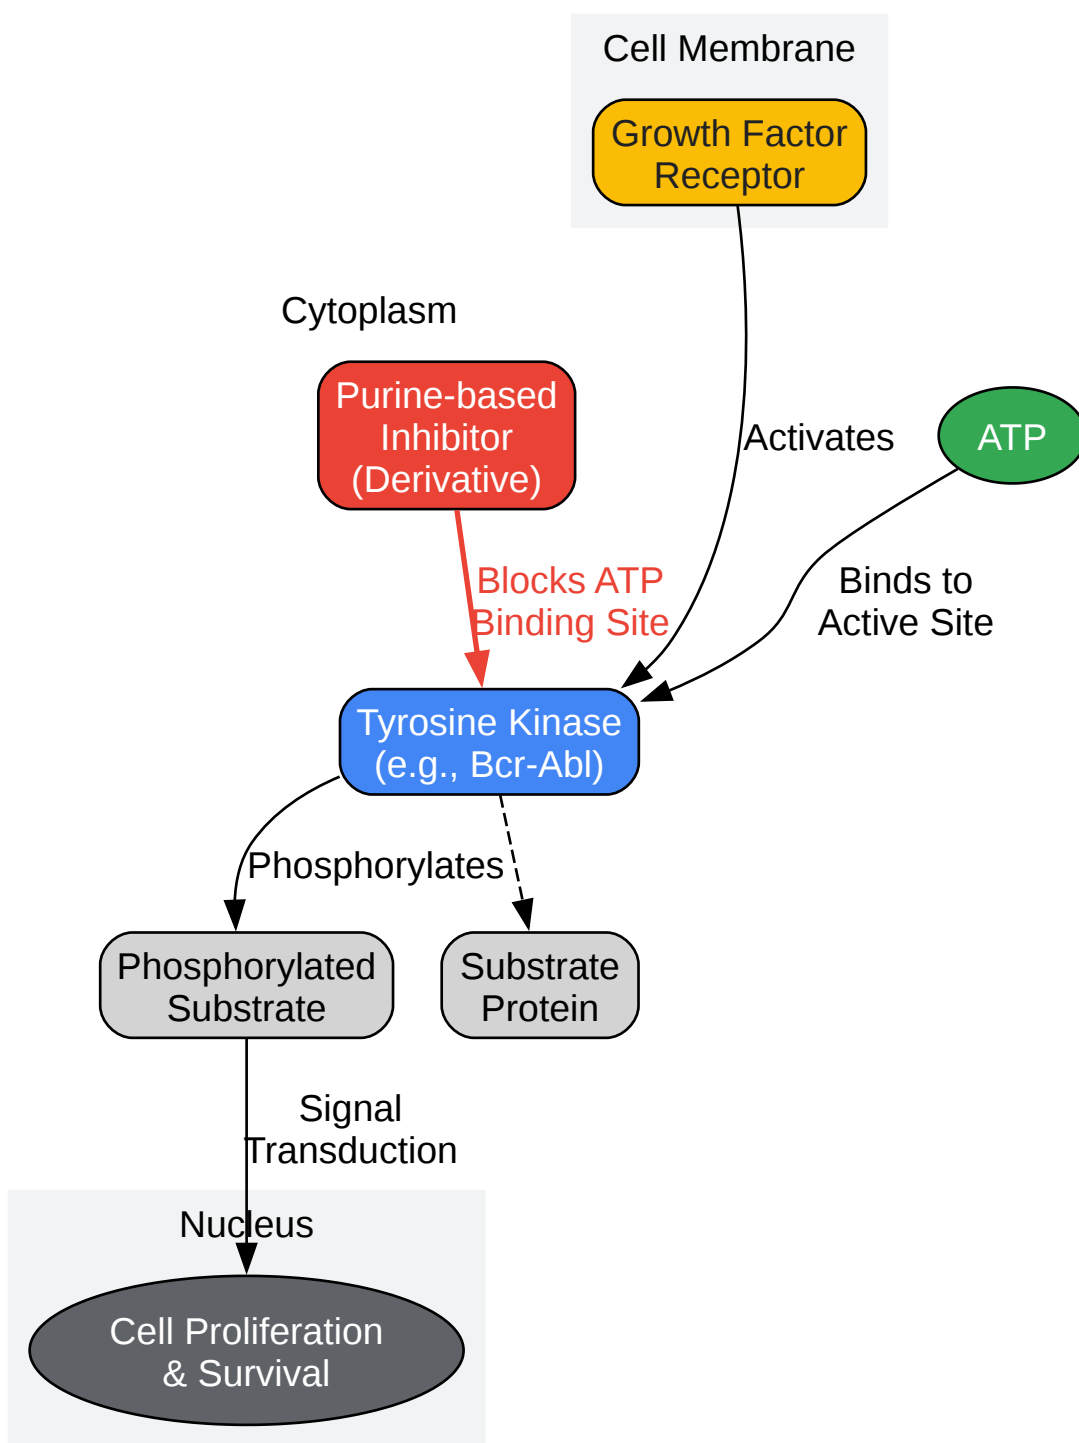 Cell Membrane
Growth Factor
Receptor
Cytoplasm
Purine-based
Inhibitor
(Derivative)
Activates
ATP
Blocks ATP
Binding Site
Binds to
Active Site
Tyrosine Kinase
(e.g., Bcr-Abl)
Phosphorylates
Phosphorylated
Substrate
Substrate
Protein
Signal
Transduction
Nucleus
Cell Proliferation
& Survival